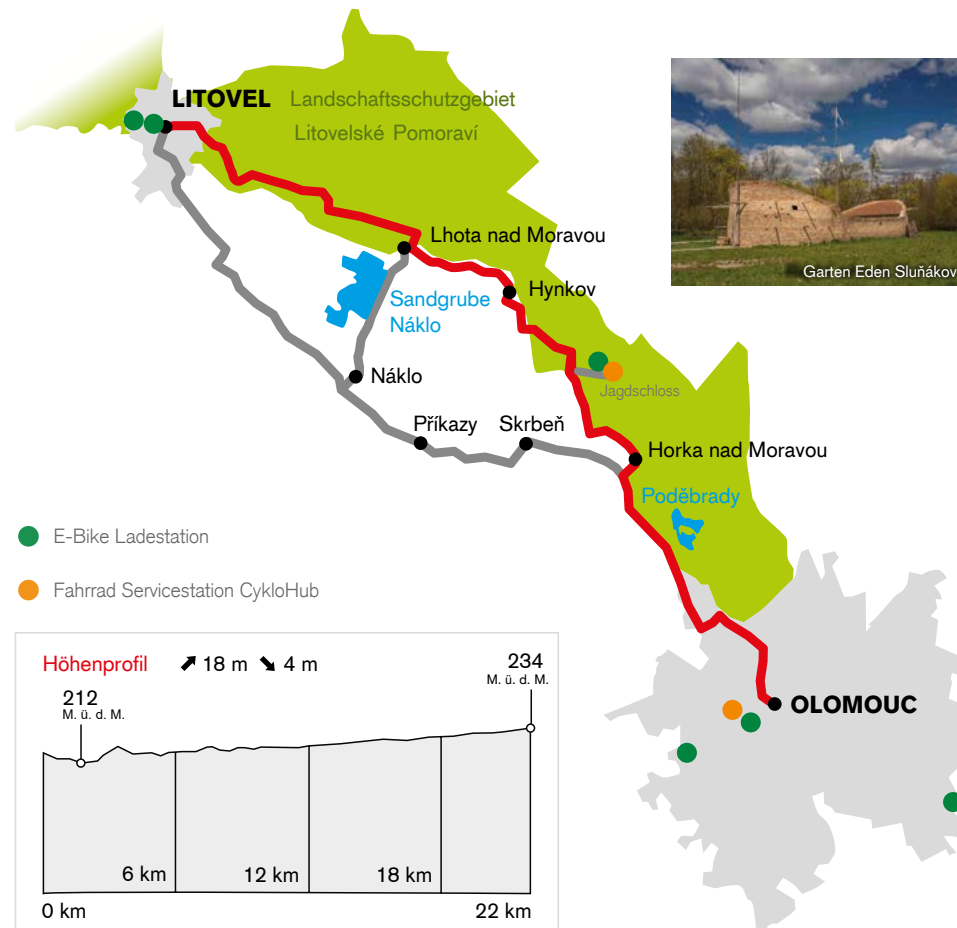 LITOVEL
Landschaftsschutzgebiet
Litovelské Pomoraví
Garten Eden Sluňákov
Lhota nad Moravou
Hynkov
Sandgrube
Náklo
Jagdschloss
Náklo
Příkazy
Skrbeň
Horka nad Moravou
Poděbrady
E-Bike Ladestation
Fahrrad Servicestation CykloHub
OLOMOUC
Höhenprofil 18 m 4 m
234
M. ü. d. M.
212
M. ü. d. M.
6 km
12 km
18 km
0 km
22 km